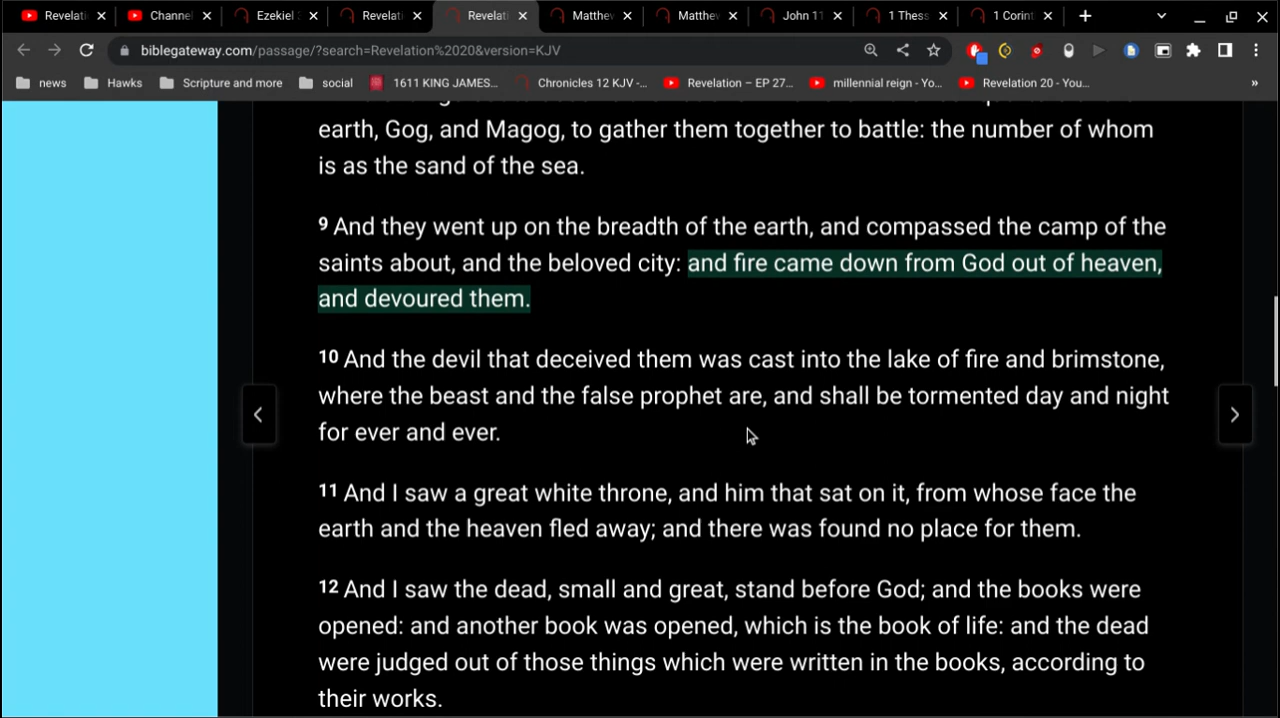 Revelati Channel Ezekiel Revelati Revelati Matthev Matthev John 11 1 Thess 1 Corint
biblegateway.com/passage/?search=Revelation%2020&version=KJV
news Hawks Scripture and more social 1611 KING JAMES... Chronicles 12 KJV -... Revelation – EP 27... millennial reign - Yo... Revelation 20 - You... »
earth, Gog, and Magog, to gather them together to battle: the number of whom
is as the sand of the sea.
9 And they went up on the breadth of the earth, and compassed the camp of the
saints about, and the beloved city: and fire came down from God out of heaven,
and devoured them.
10 And the devil that deceived them was cast into the lake of fire and brimstone,
where the beast and the false prophet are, and shall be tormented day and night
for ever and ever.
11 And I saw a great white throne, and him that sat on it, from whose face the
earth and the heaven fled away; and there was found no place for them.
12 And I saw the dead, small and great, stand before God; and the books were
opened: and another book was opened, which is the book of life: and the dead
were judged out of those things which were written in the books, according to
their works.